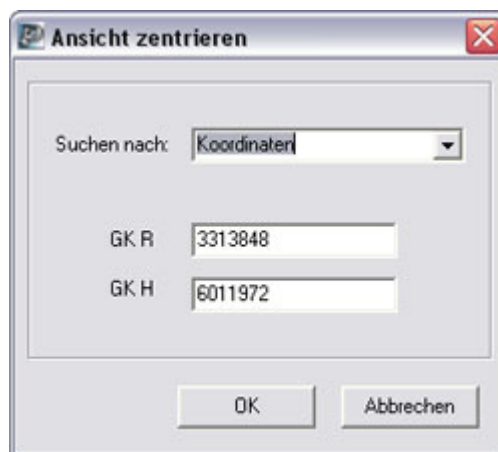 Ansicht zentrieren
Suchen nach: Koordinaten
GK R 3313848
GK H 6011972
OK Abbrechen